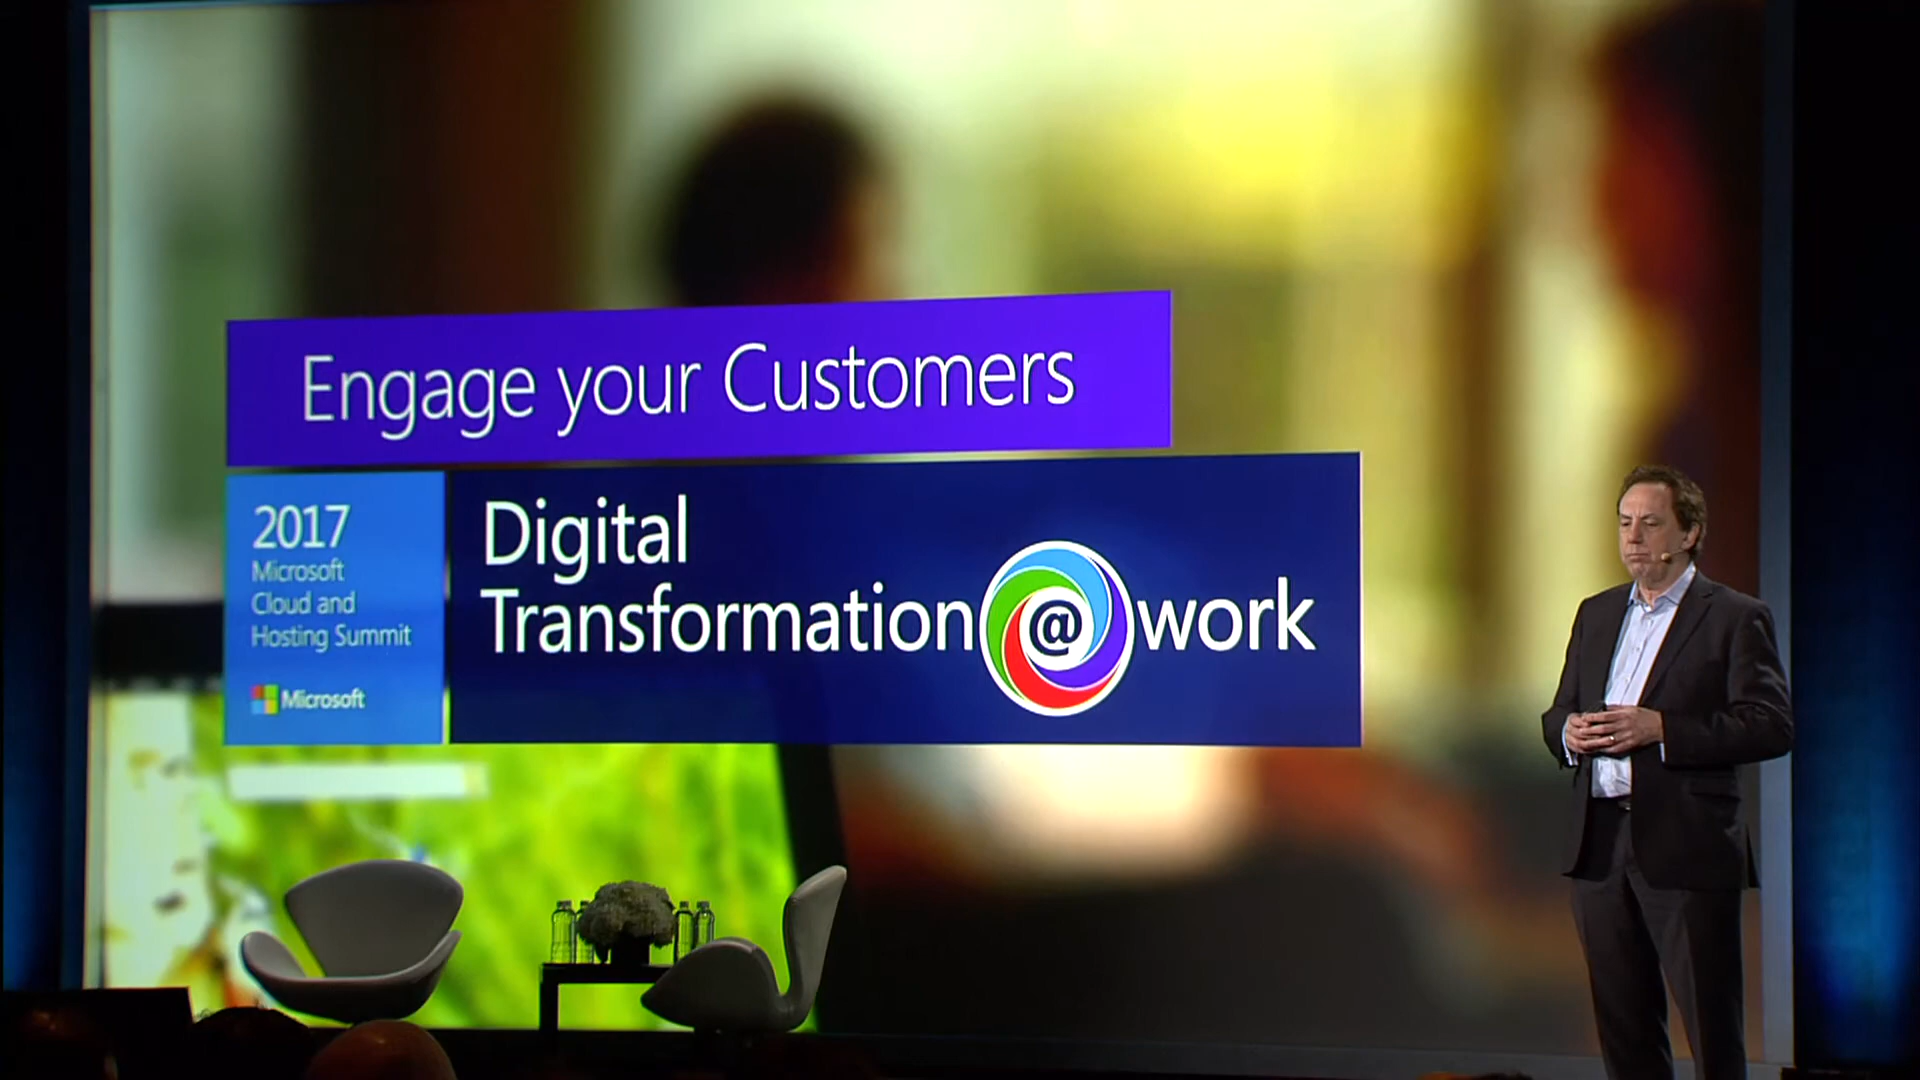 Engage your Customers
2017
Microsoft
Cloud and
Hosting Summit
Microsoft
Digital
Transformation@work